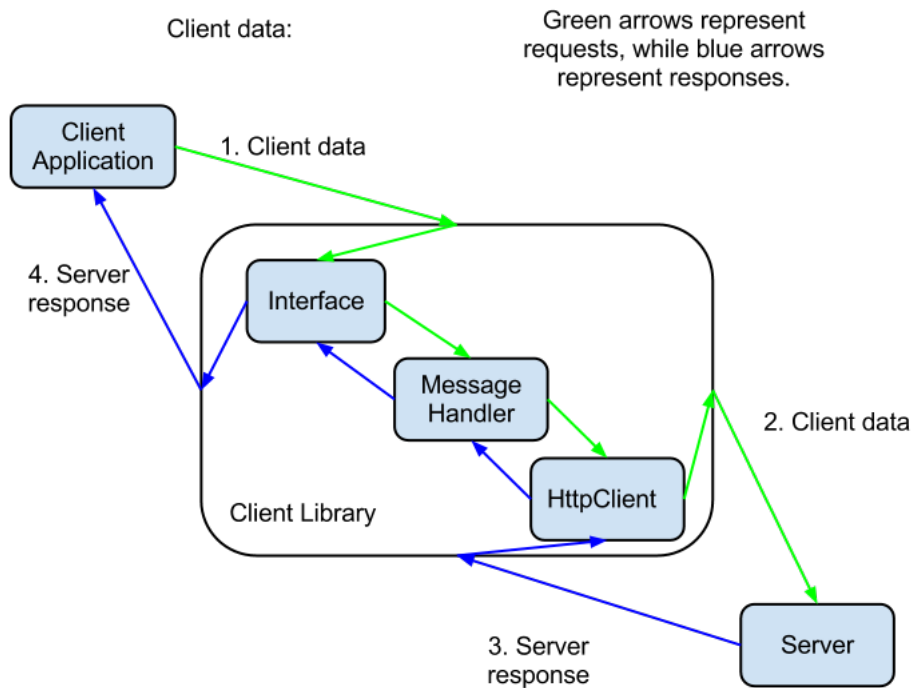 Client data:
Green arrows represent
requests, while blue arrows
represent responses.
Client
Application
1. Client data
4. Server
response
Interface
Message
Handler
2. Client data
HttpClient
Client Library
3. Server
response
Server